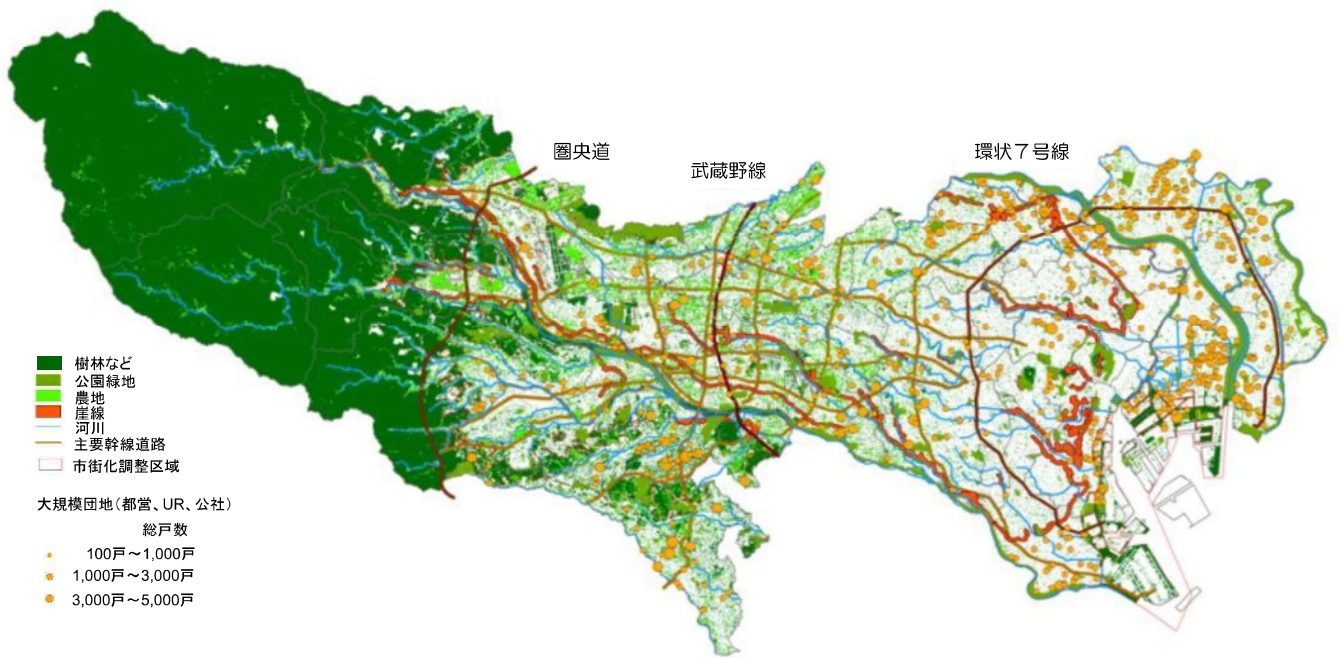 圏央道
武蔵野線
環状7号線
樹林など
公園緑地
農地
崖線
河川
主要幹線道路
市街化調整区域
大規模団地(都営、UR、公社)
総戸数
100戸～1,000戸
1,000戸～3,000戸
3,000戸～5,000戸